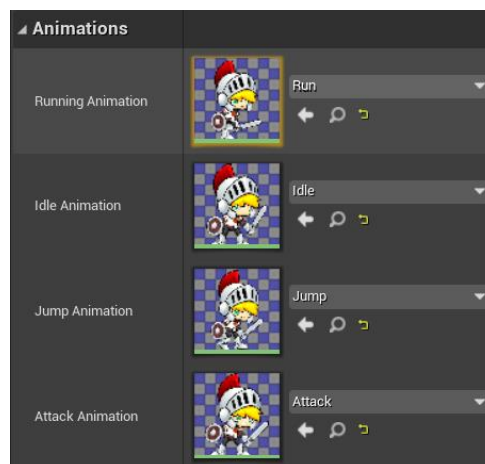 Animations
Running Animation
Run
Idle Animation
Idle
Jump Animation
Jump
Attack Animation
Attack